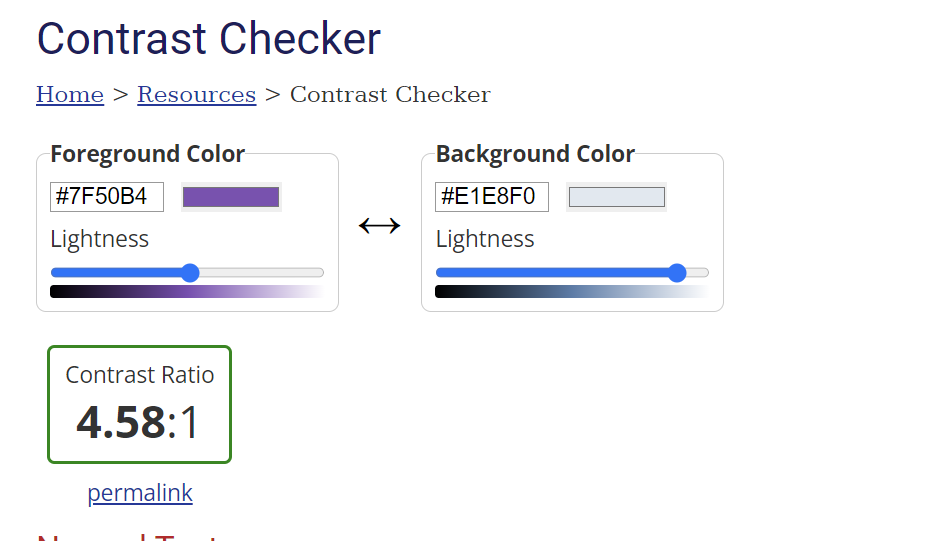 Contrast Checker
Home > Resources > Contrast Checker
Foreground Color
#7F50B4
Lightness
Background Color
#E1E8F0
Lightness
Contrast Ratio
4.58:1
permalink